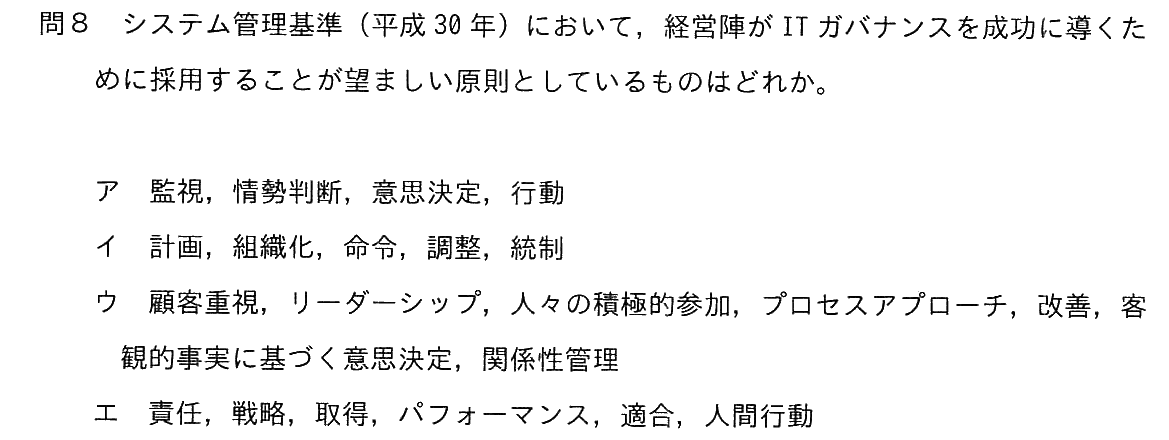 問8 システム管理基準（平成30年）において，経営陣がITガバナンスを成功に導くた
めに採用することが望ましい原則としているものはどれか。
ア 監視，情勢判断，意思決定，行動
イ 計画，組織化，命令，調整，統制
ウ 顧客重視，リーダーシップ，人々の積極的参加，プロセスアプローチ，改善，客
観的事実に基づく意思決定，関係性管理
エ 責任，戦略，取得，パフォーマンス，適合，人間行動